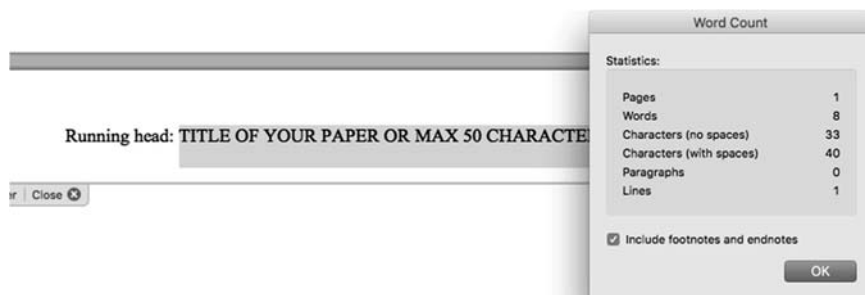 Word Count
Statistics:
Pages 1
Words 8
Characters (no spaces) 33
Characters (with spaces) 40
Paragraphs 0
Lines 1
Include footnotes and endnotes
OK
Running head: TITLE OF YOUR PAPER OR MAX 50 CHARACTE
r Close